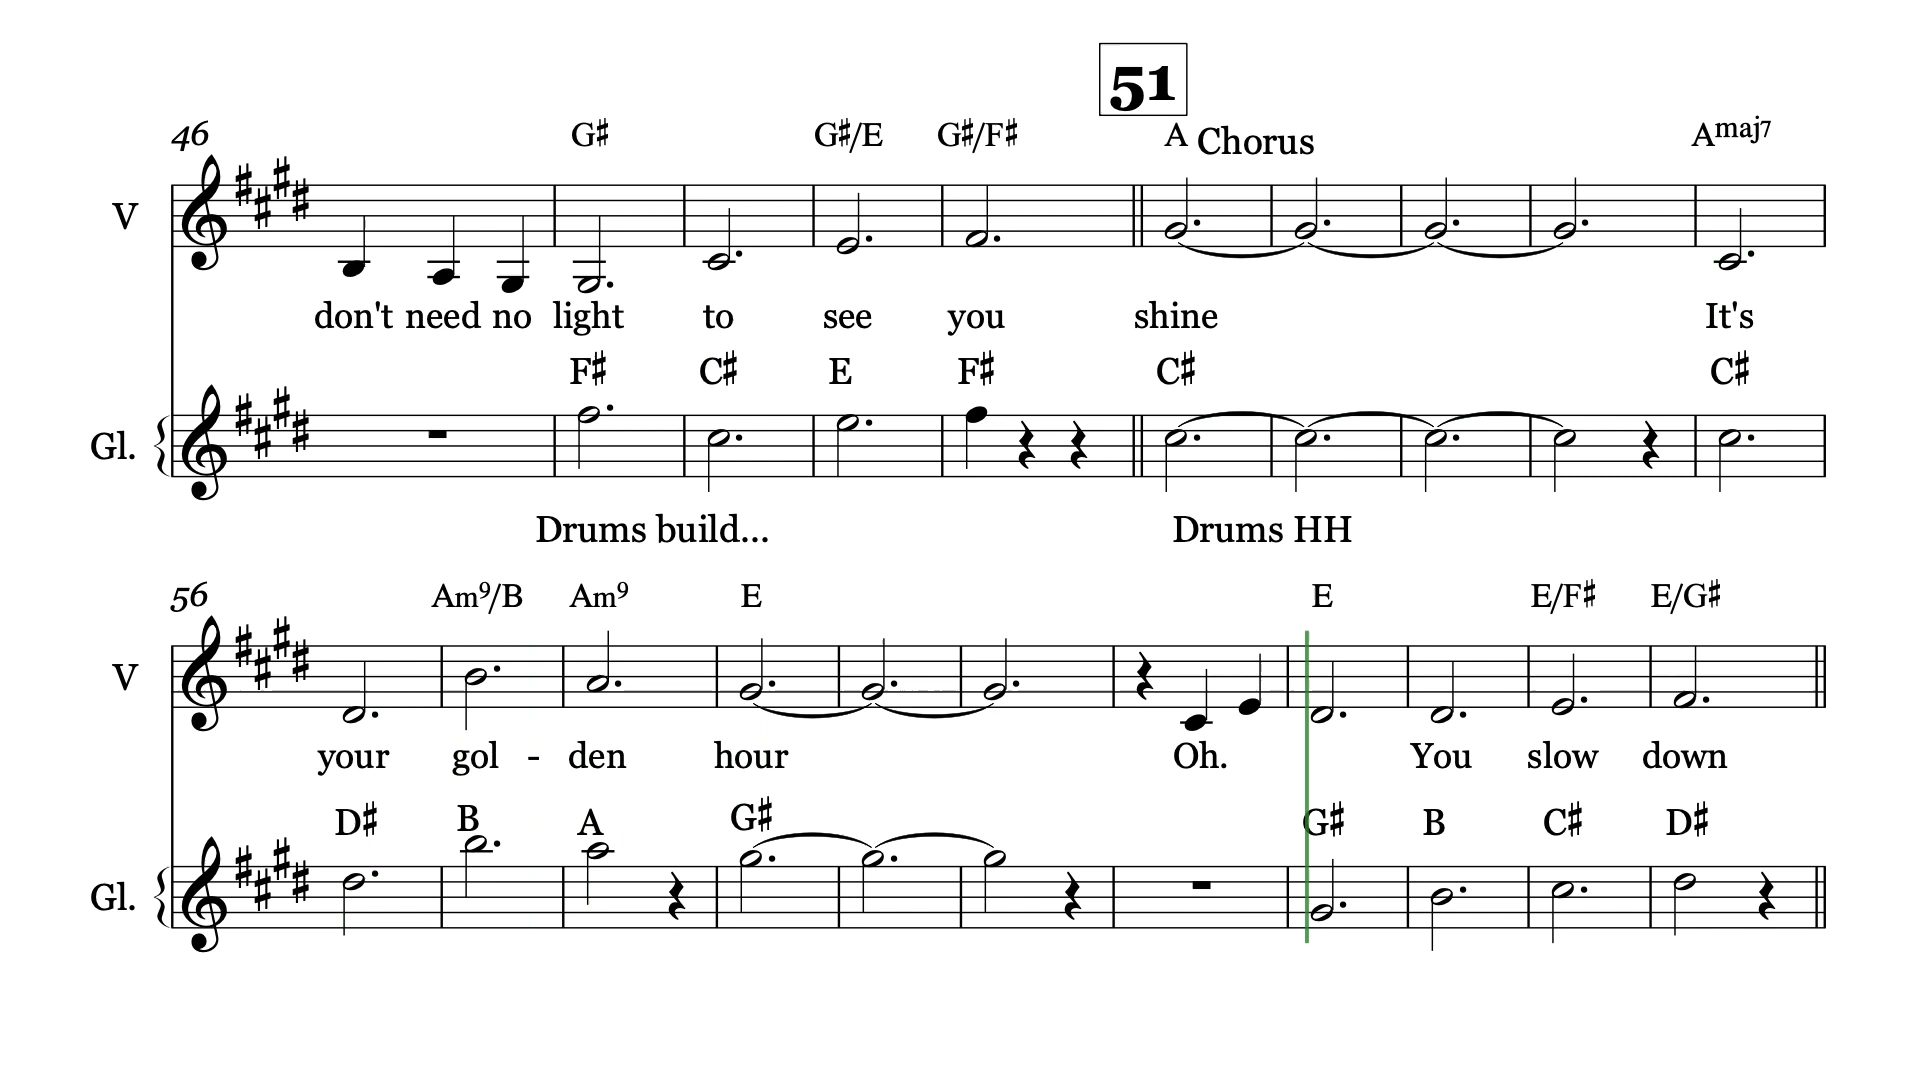 51
46 G♯ G♯/E G♯/F♯ A Chorus Amaj7
V
don't need no light to see you shine It's
F♯ C♯ E F♯ C♯ C♯
Gl.
Drums build... Drums HH
56 Am9/B Am9 E E E/F♯ E/G♯
V
your gol - den hour Oh. You slow down
D♯ B A G♯ G♯ B C♯ D♯
Gl.